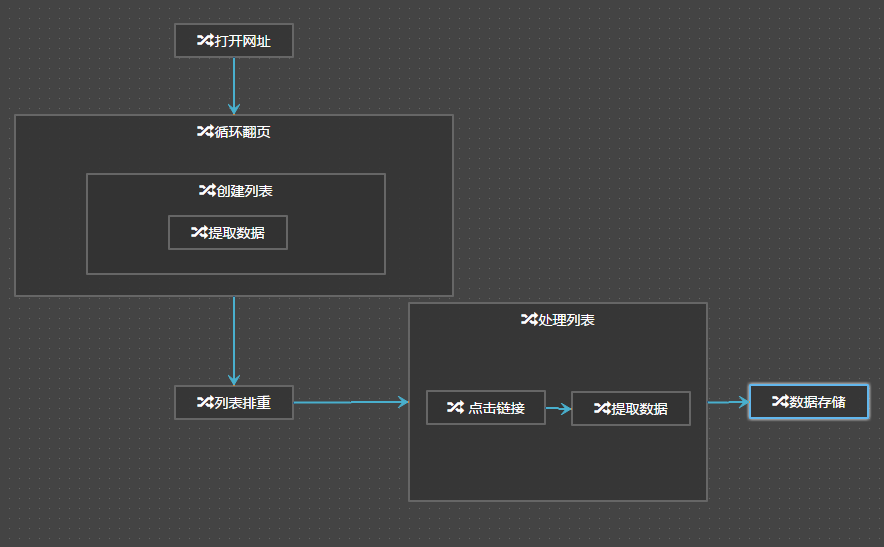 打开网址
循环翻页
创建列表
提取数据
处理列表
列表排重
点击链接
提取数据
数据存储